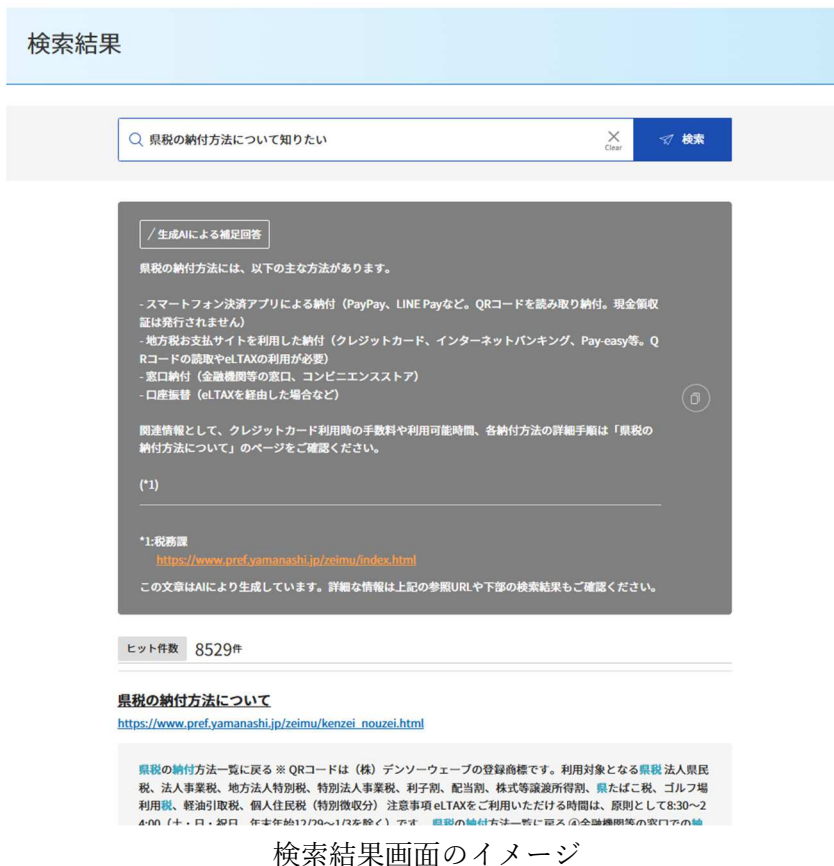 検索結果
県税の納付方法について知りたい
Clear
検索
/生成AIによる補足回答
県税の納付方法には、以下の主な方法があります。
- スマートフォン決済アプリによる納付（PayPay、LINE Payなど。QRコードを読み取り納付。現金領収
証は発行されません）
- 地方税お支払サイトを利用した納付（クレジットカード、インターネットバンキング、Pay-easy等。Q
Rコードの読取やeLTAXの利用が必要）
- 窓口納付（金融機関等の窓口、コンビニエンスストア）
- 口座振替（eLTAXを経由した場合など）
関連情報として、クレジットカード利用時の手数料や利用可能時間、各納付方法の詳細手順は「県税の
納付方法について」のページをご確認ください。
(*1)
*1:税務課
https://www.pref.yamanashi.jp/zeimu/index.html
この文章はAIにより生成しています。詳細な情報は上記の参照URLや下部の検索結果もご確認ください。
ヒット件数 8529件
県税の納付方法について
https://www.pref.yamanashi.jp/zeimu/kenzei_nouzei.html
県税の納付方法一覧に戻る ※ QRコードは（株）デンソーウェーブの登録商標です。利用対象となる県税 法人県民
税、法人事業税、地方法人特別税、特別法人事業税、利子割、配当割、株式等譲渡所得割、県たばこ税、ゴルフ場
利用税、軽油引取税、個人住民税（特別徴収分） 注意事項 eLTAXをご利用いただける時間は、原則として8:30～2
4:00（土・日・祝日、年末年始12/29～1/3を除く）です。 県税の納付方法一覧に戻る ④金融機関等の窓口での納
検索結果画面のイメージ